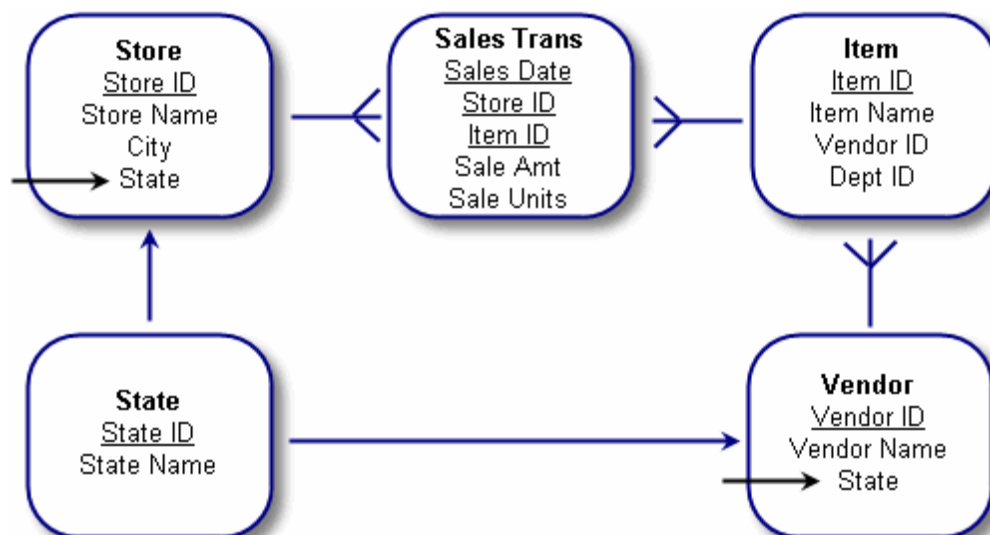 Store
Store ID
Store Name
City
State
Sales Trans
Sales Date
Store ID
Item ID
Sale Amt
Sale Units
Item
Item ID
Item Name
Vendor ID
Dept ID
State
State ID
State Name
Vendor
Vendor ID
Vendor Name
State